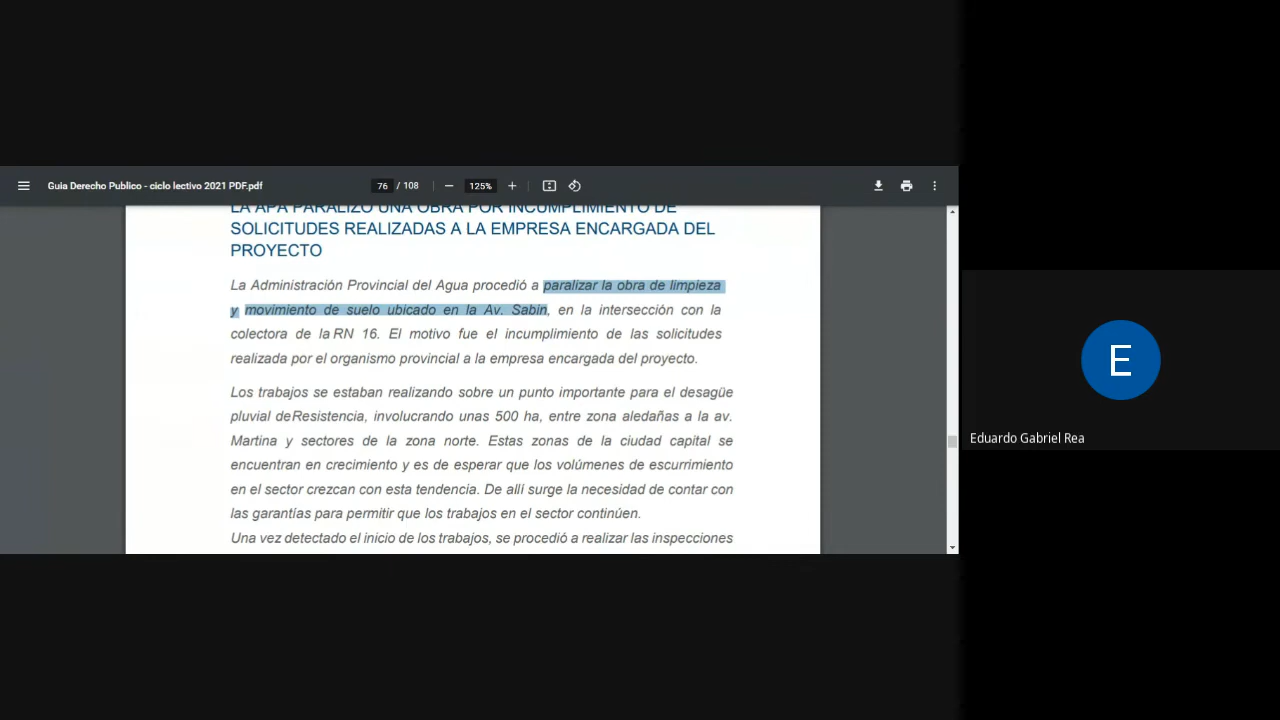 Guia Derecho Publico - ciclo lectivo 2021 PDF.pdf
76 / 108
125%
LA APA PARALIZÓ UNA OBRA POR INCUMPLIMIENTO DE
SOLICITUDES REALIZADAS A LA EMPRESA ENCARGADA DEL
PROYECTO
La Administración Provincial del Agua procedió a paralizar la obra de limpieza
y movimiento de suelo ubicado en la Av. Sabin, en la intersección con la
colectora de la RN 16. El motivo fue el incumplimiento de las solicitudes
realizada por el organismo provincial a la empresa encargada del proyecto.
Los trabajos se estaban realizando sobre un punto importante para el desagüe
pluvial deResistencia, involucrando unas 500 ha, entre zona aledañas a la av.
Martina y sectores de la zona norte. Estas zonas de la ciudad capital se
encuentran en crecimiento y es de esperar que los volúmenes de escurrimiento
en el sector crezcan con esta tendencia. De allí surge la necesidad de contar con
las garantías para permitir que los trabajos en el sector continúen.
Una vez detectado el inicio de los trabajos, se procedió a realizar las inspecciones
E
Eduardo Gabriel Rea